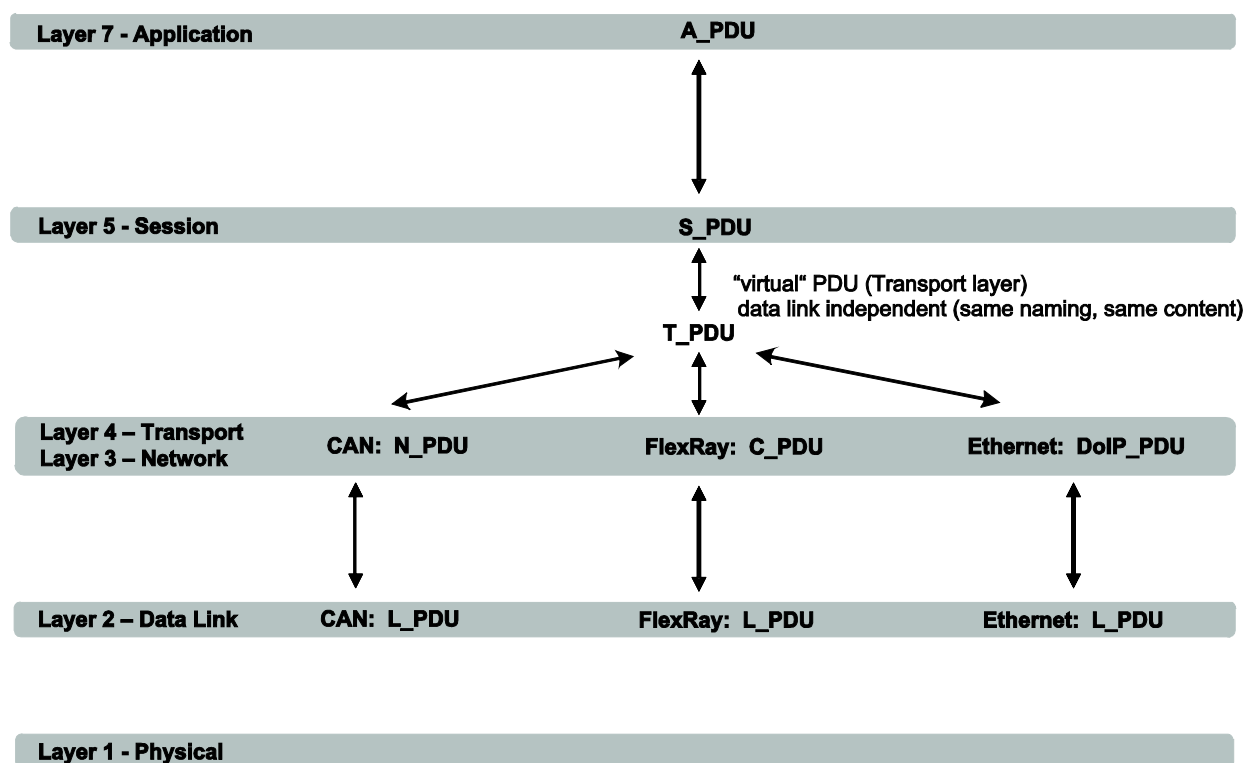 Layer 7 - Application A_PDU
Layer 5 - Session S_PDU
“virtual“ PDU (Transport layer)
data link independent (same naming, same content)
T_PDU
Layer 4 – Transport
Layer 3 – Network
CAN: N_PDU FlexRay: C_PDU Ethernet: DoIP_PDU
Layer 2 – Data Link CAN: L_PDU FlexRay: L_PDU Ethernet: L_PDU
Layer 1 - Physical